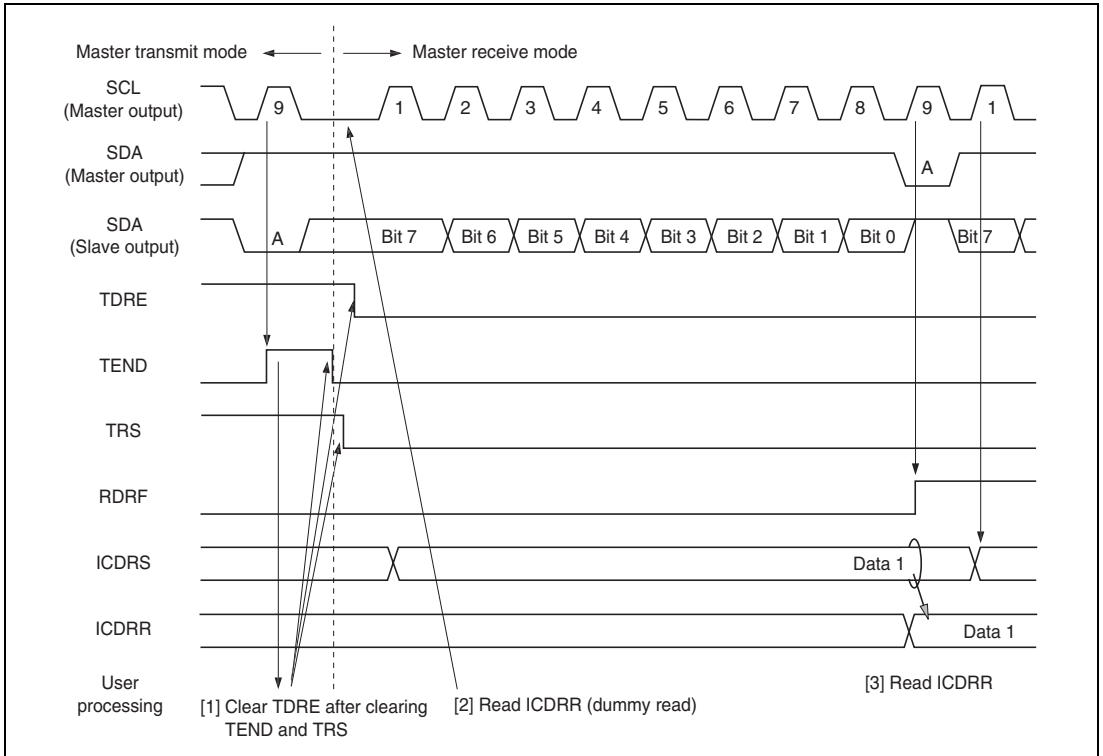 Master transmit mode
Master receive mode
SCL
(Master output)
9
1
2
3
4
5
6
7
8
9
1
SDA
(Master output)
A
SDA
(Slave output)
A
Bit 7
Bit 6
Bit 5
Bit 4
Bit 3
Bit 2
Bit 1
Bit 0
Bit 7
TDRE
TEND
TRS
RDRF
ICDRS
Data 1
ICDRR
Data 1
User
processing
[1] Clear TDRE after clearing
TEND and TRS
[2] Read ICDRR (dummy read)
[3] Read ICDRR